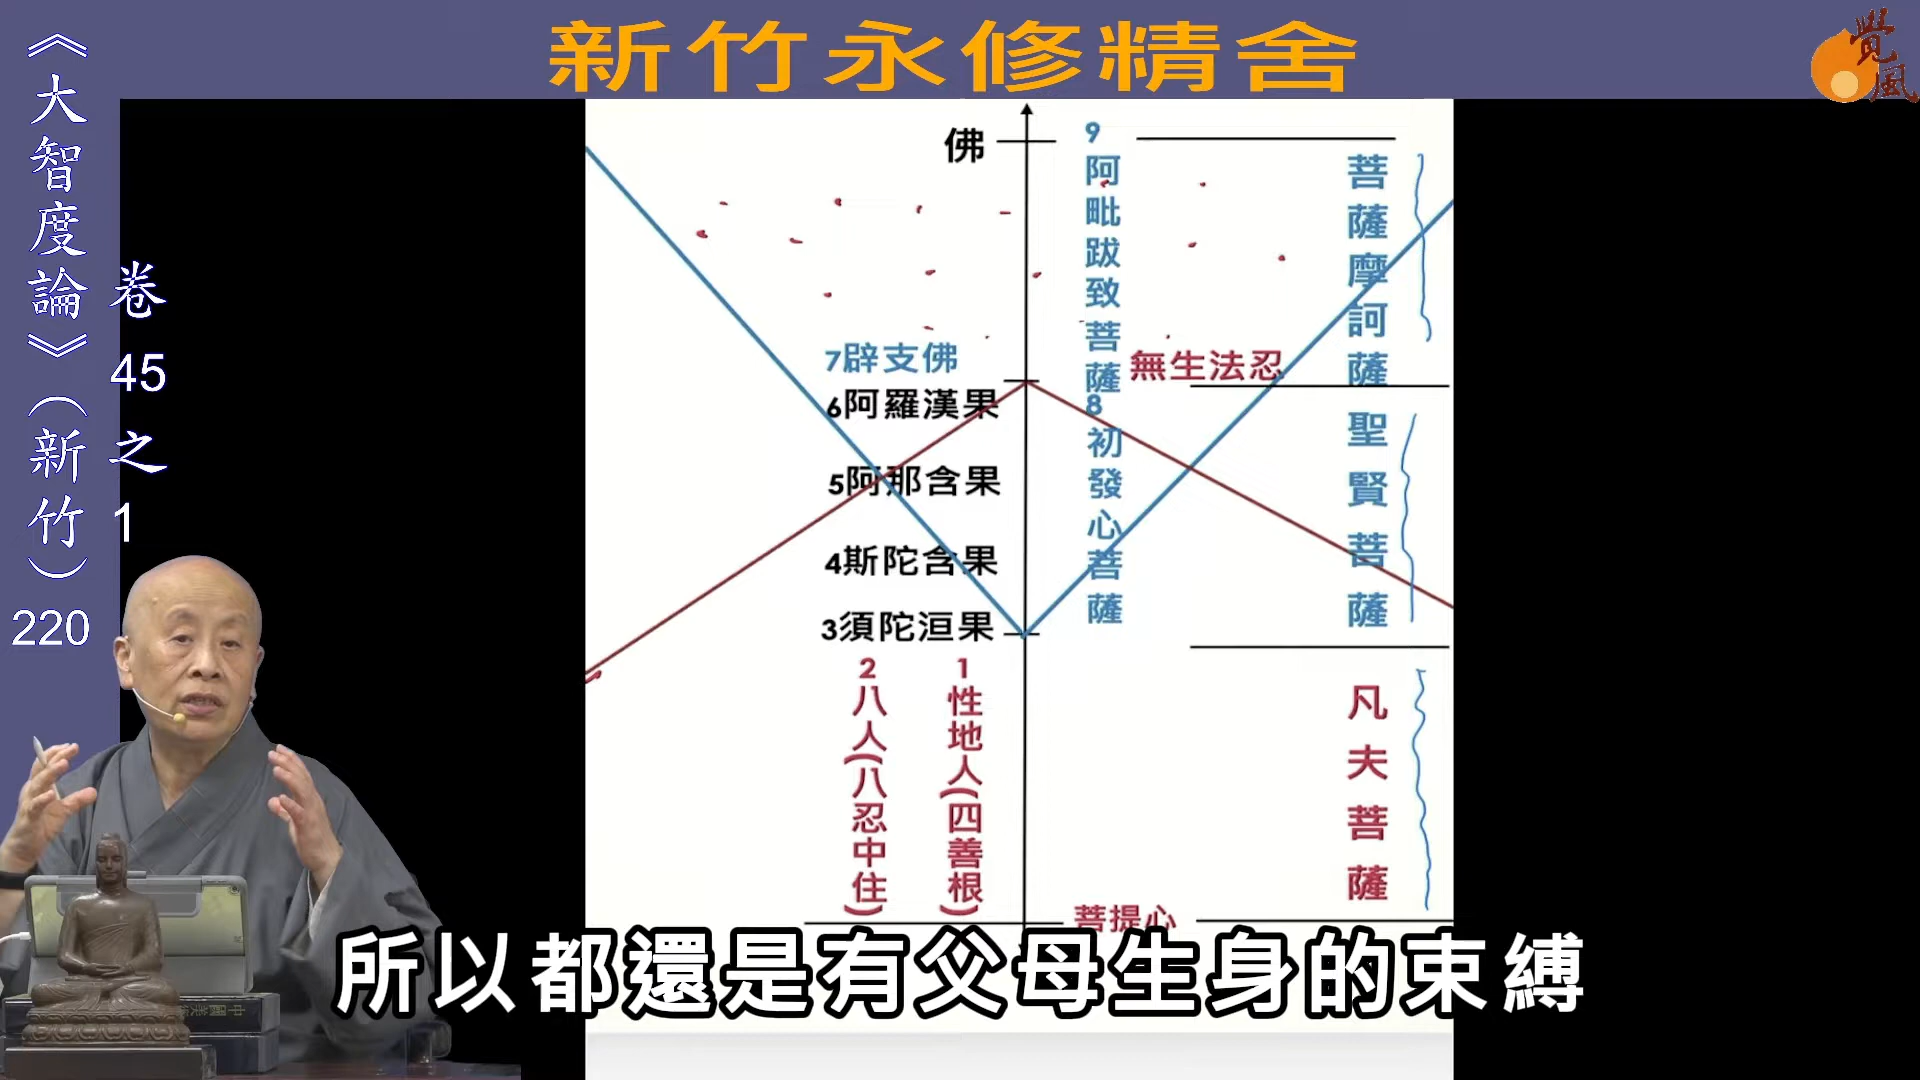 新竹永修精舍
覺風
《大智度論》(新竹)
220
卷45之1
佛
7辟支佛
6阿羅漢果
5阿那含果
4斯陀含果
3須陀洹果
2八人(八忍中住)
1性地人(四善根)
9阿毗跋致菩薩
8初發心菩薩
無生法忍
菩提心
菩薩摩訶薩
聖賢菩薩
凡夫菩薩
所以都還是有父母生身的束縛